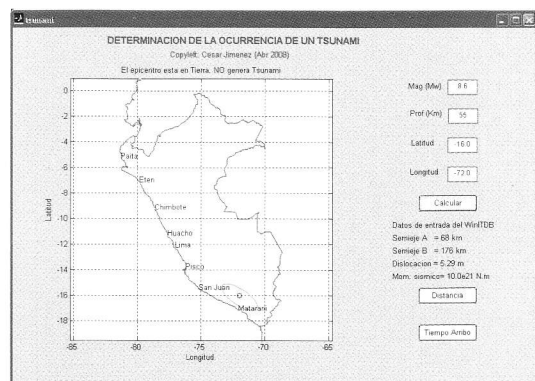 tsunami
DETERMINACION DE LA OCURRENCIA DE UN TSUNAMI
Copyleft: Cesar Jimenez (Abr 2008)
El epicentro esta en Tierra. NO genera Tsunami
0
-2
-4
-6
-8
-10
-12
-14
-16
-18
Latitud
Paita
Eten
Chimbote
Huacho
Lima
Pisco
San Juan
Matarani
-85
-80
-75
-70
-65
Longitud
Mag (Mw) 8.6
Prof (Km)
Latitud -16.0
Longitud -72.0
Calcular
Datos de entrada del WinITDB
Semieje A = 68 km
Semieje B = 176 km
Dislocacion = 5.29 m
Mom. sismico= 10.0e21 N.m
Distancia
Tiempo Arribo